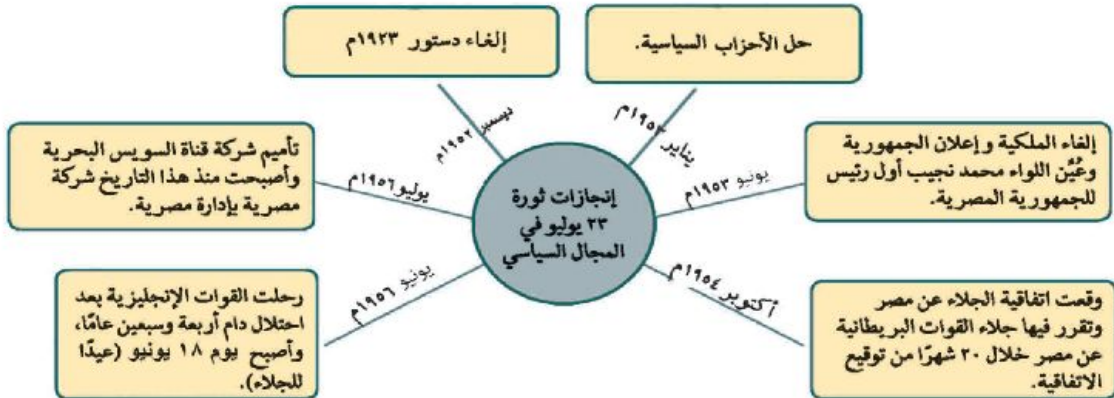 إلغاء دستور ١٩٢٣م
حل الأحزاب السياسية.
ديسمبر ١٩٥٢م
يناير ١٩٥٣م
إلغاء الملكية وإعلان الجمهورية
وعُيِّن اللواء محمد نجيب أول رئيس
للجمهورية المصرية.
يونيو ١٩٥٣م
تأميم شركة قناة السويس البحرية
وأصبحت منذ هذا التاريخ شركة
مصرية بإدارة مصرية.
يوليو ١٩٥٦م
إنجازات ثورة
٢٣ يوليو في
المجال السياسي
أكتوبر ١٩٥٤م
وقعت اتفاقية الجلاء عن مصر
وتقرر فيها جلاء القوات البريطانية
عن مصر خلال ٢٠ شهرًا من توقيع
الاتفاقية.
يونيو ١٩٥٦م
رحلت القوات الإنجليزية بعد
احتلال دام أربعة وسبعين عامًا،
وأصبح يوم ١٨ يونيو (عيدًا
للجلاء).